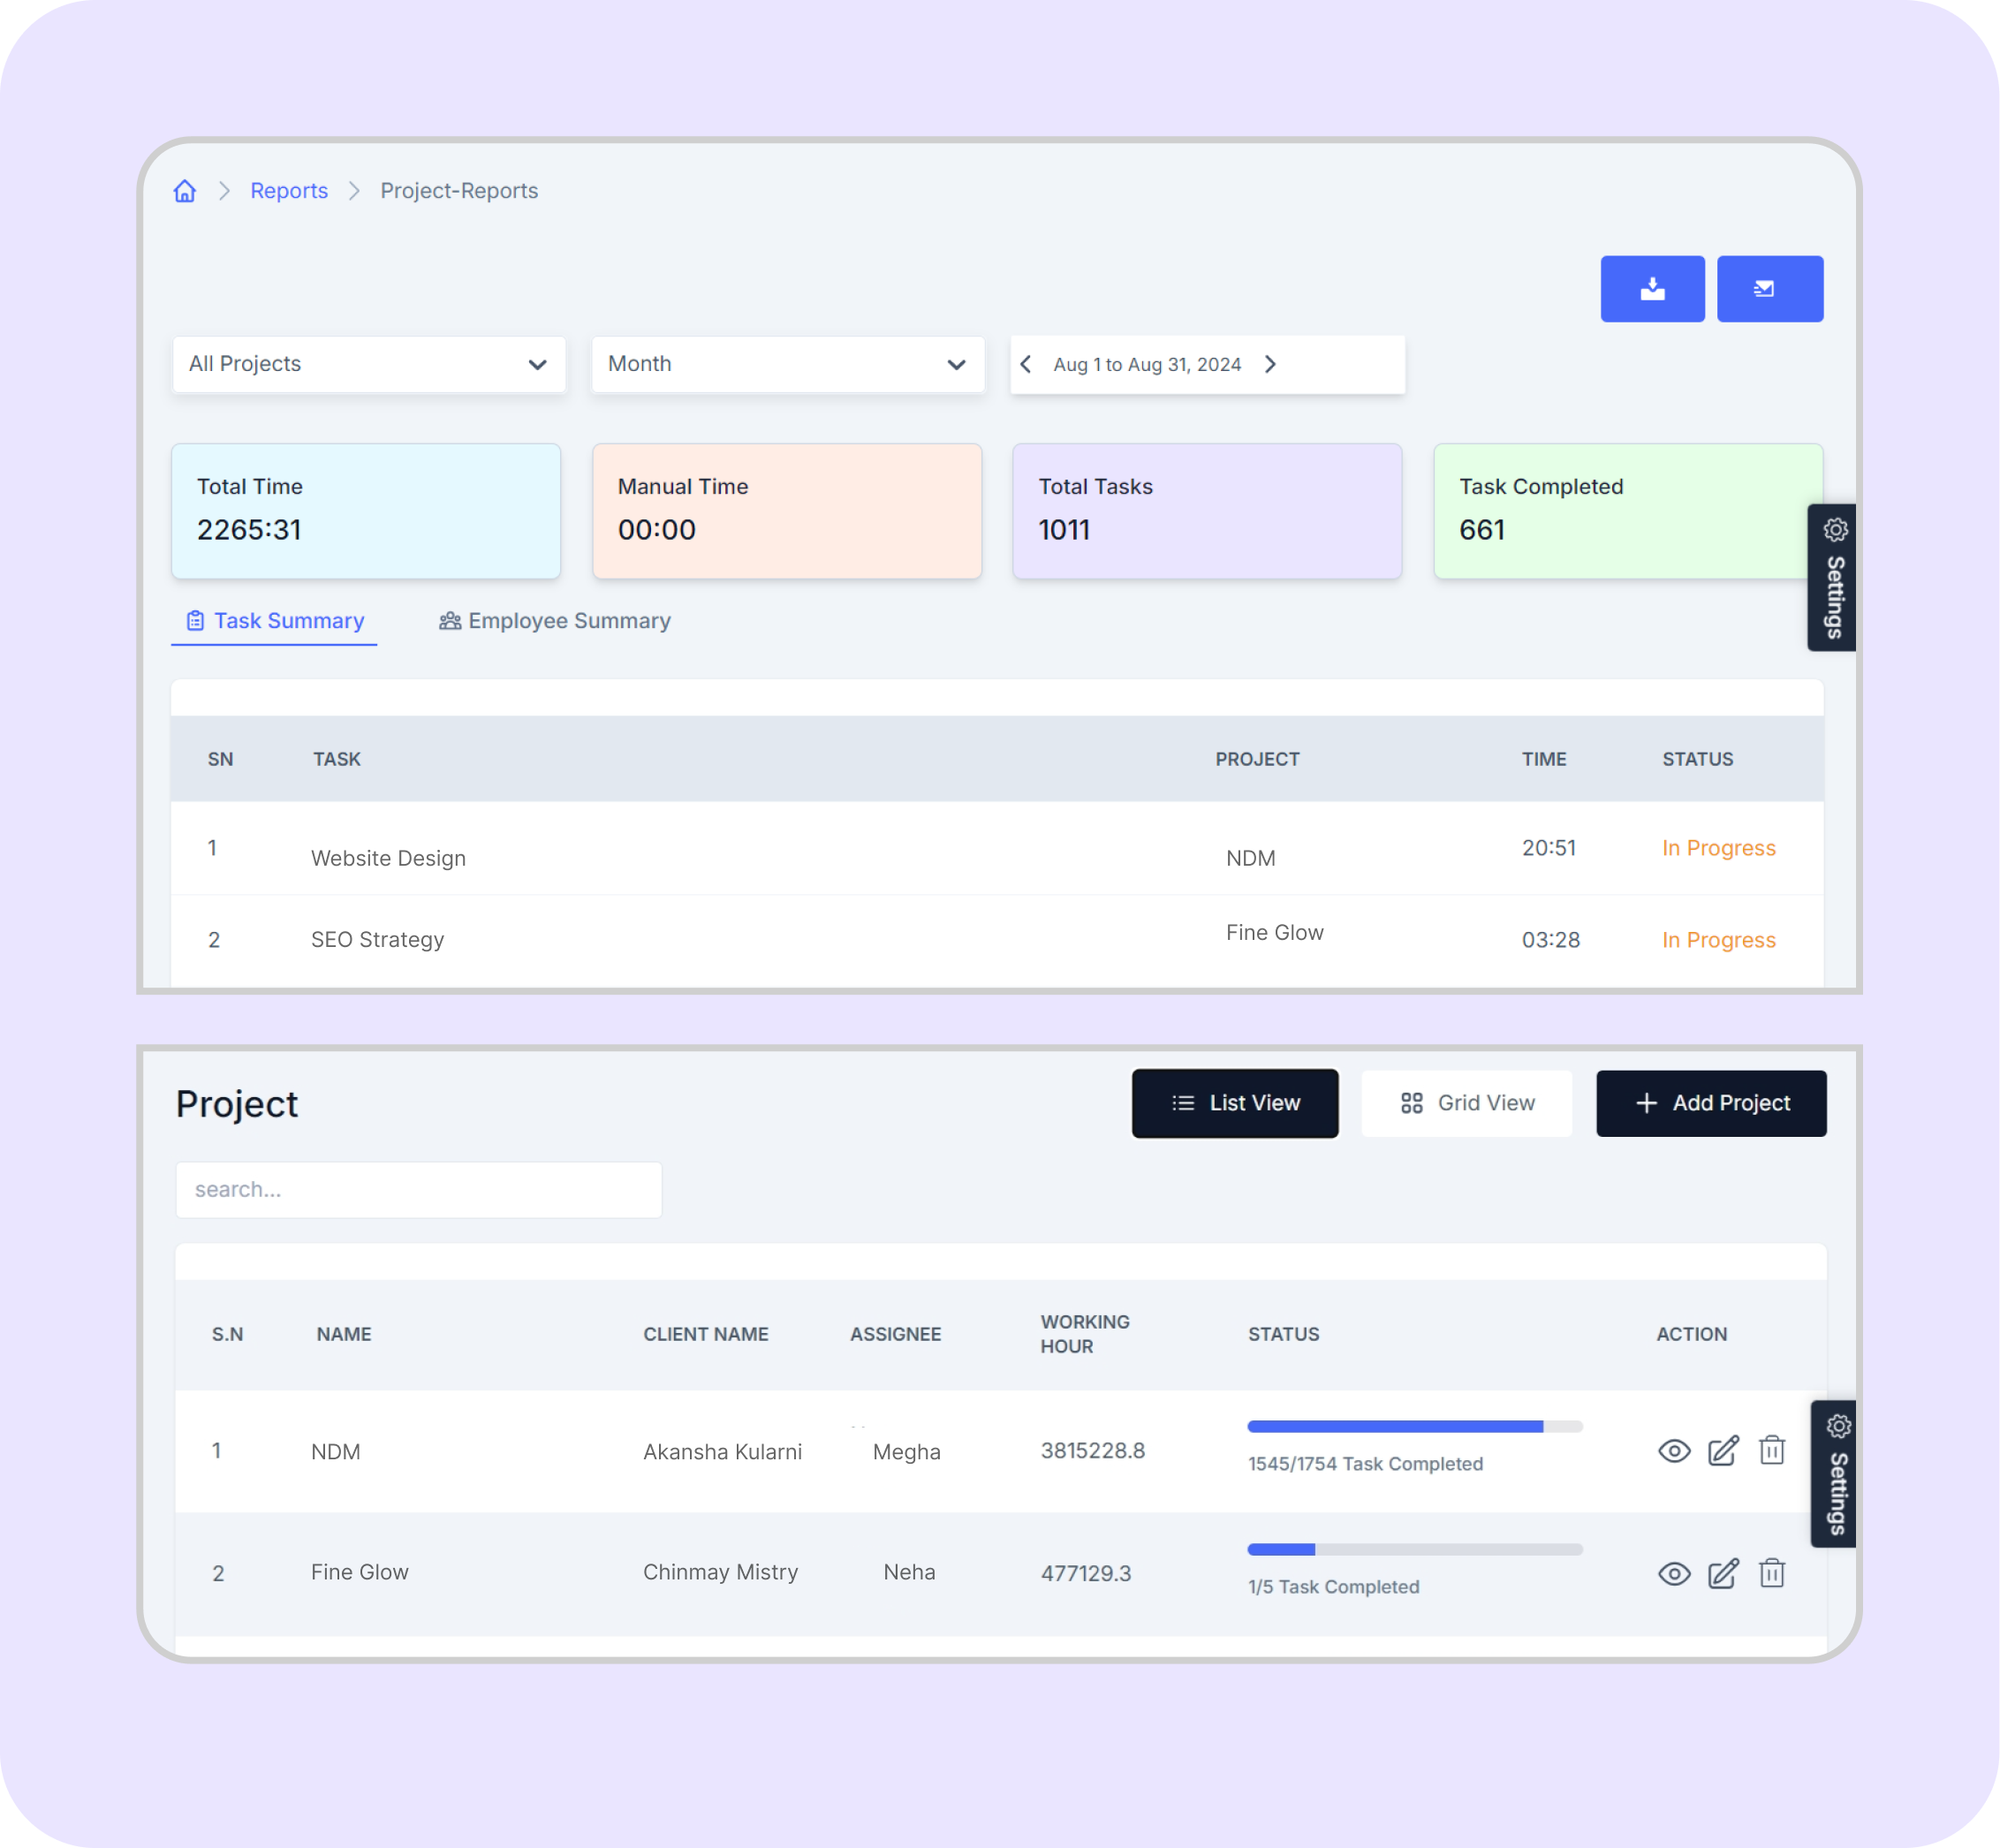 Reports > Project-Reports
All Projects
Month
Aug 1 to Aug 31, 2024
Total Time
2265:31
Manual Time
00:00
Total Tasks
1011
Task Completed
661
Settings
Task Summary
Employee Summary
SN TASK PROJECT TIME STATUS
1 Website Design NDM 20:51 In Progress
2 SEO Strategy Fine Glow 03:28 In Progress
Project
List View
Grid View
+ Add Project
search...
S.N NAME CLIENT NAME ASSIGNEE WORKING HOUR STATUS ACTION
1 NDM Akansha Kularni Megha 3815228.8 1545/1754 Task Completed
Settings
2 Fine Glow Chinmay Mistry Neha 477129.3 1/5 Task Completed